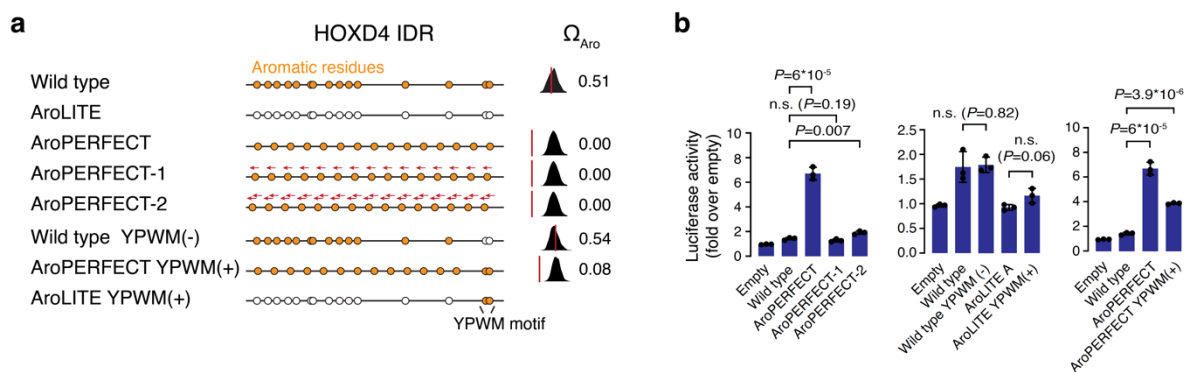 a
HOXD4 IDR
Ω_Aro
Aromatic residues
Wild type
0.51
AroLITE
AroPERFECT
0.00
AroPERFECT-1
0.00
AroPERFECT-2
0.00
Wild type YPWM(-)
0.54
AroPERFECT YPWM(+)
0.08
AroLITE YPWM(+)
YPWM motif
b
Luciferase activity
(fold over empty)
P=6*10⁻⁵
n.s. (P=0.19)
P=0.007
10
8
6
4
2
0
Empty
Wild type
AroPERFECT
AroPERFECT-1
AroPERFECT-2
n.s. (P=0.82)
n.s.
(P=0.06)
2.5
2.0
1.5
1.0
0.5
0.0
Empty
Wild type
Wild type YPWM (-)
AroLITE A
AroLITE YPWM(+)
P=3.9*10⁻⁶
P=6*10⁻⁵
10
8
6
4
2
0
Empty
Wild type
AroPERFECT
AroPERFECT YPWM(+)